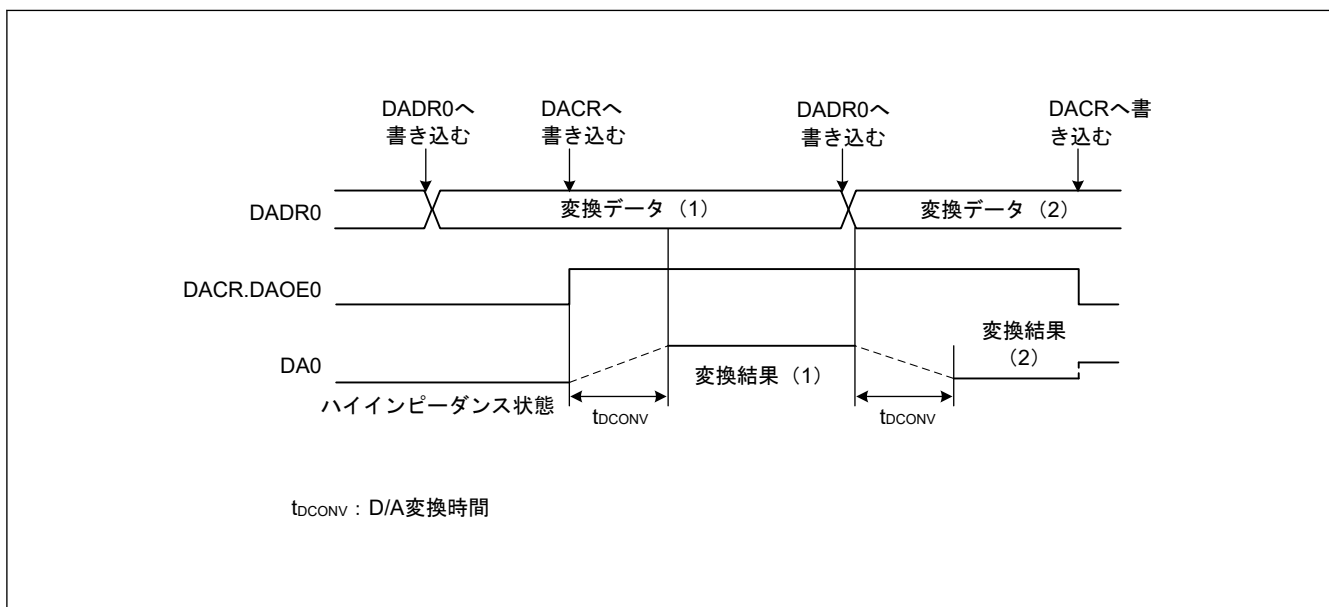 DADR0へ
書き込む
DACRへ
書き込む
DADR0へ
書き込む
DACRへ書
き込む
DADR0
変換データ（1）
変換データ（2）
DACR.DAOE0
DA0
変換結果
（2）
変換結果（1）
ハイインピーダンス状態
tDCONV
tDCONV
tDCONV：D/A変換時間